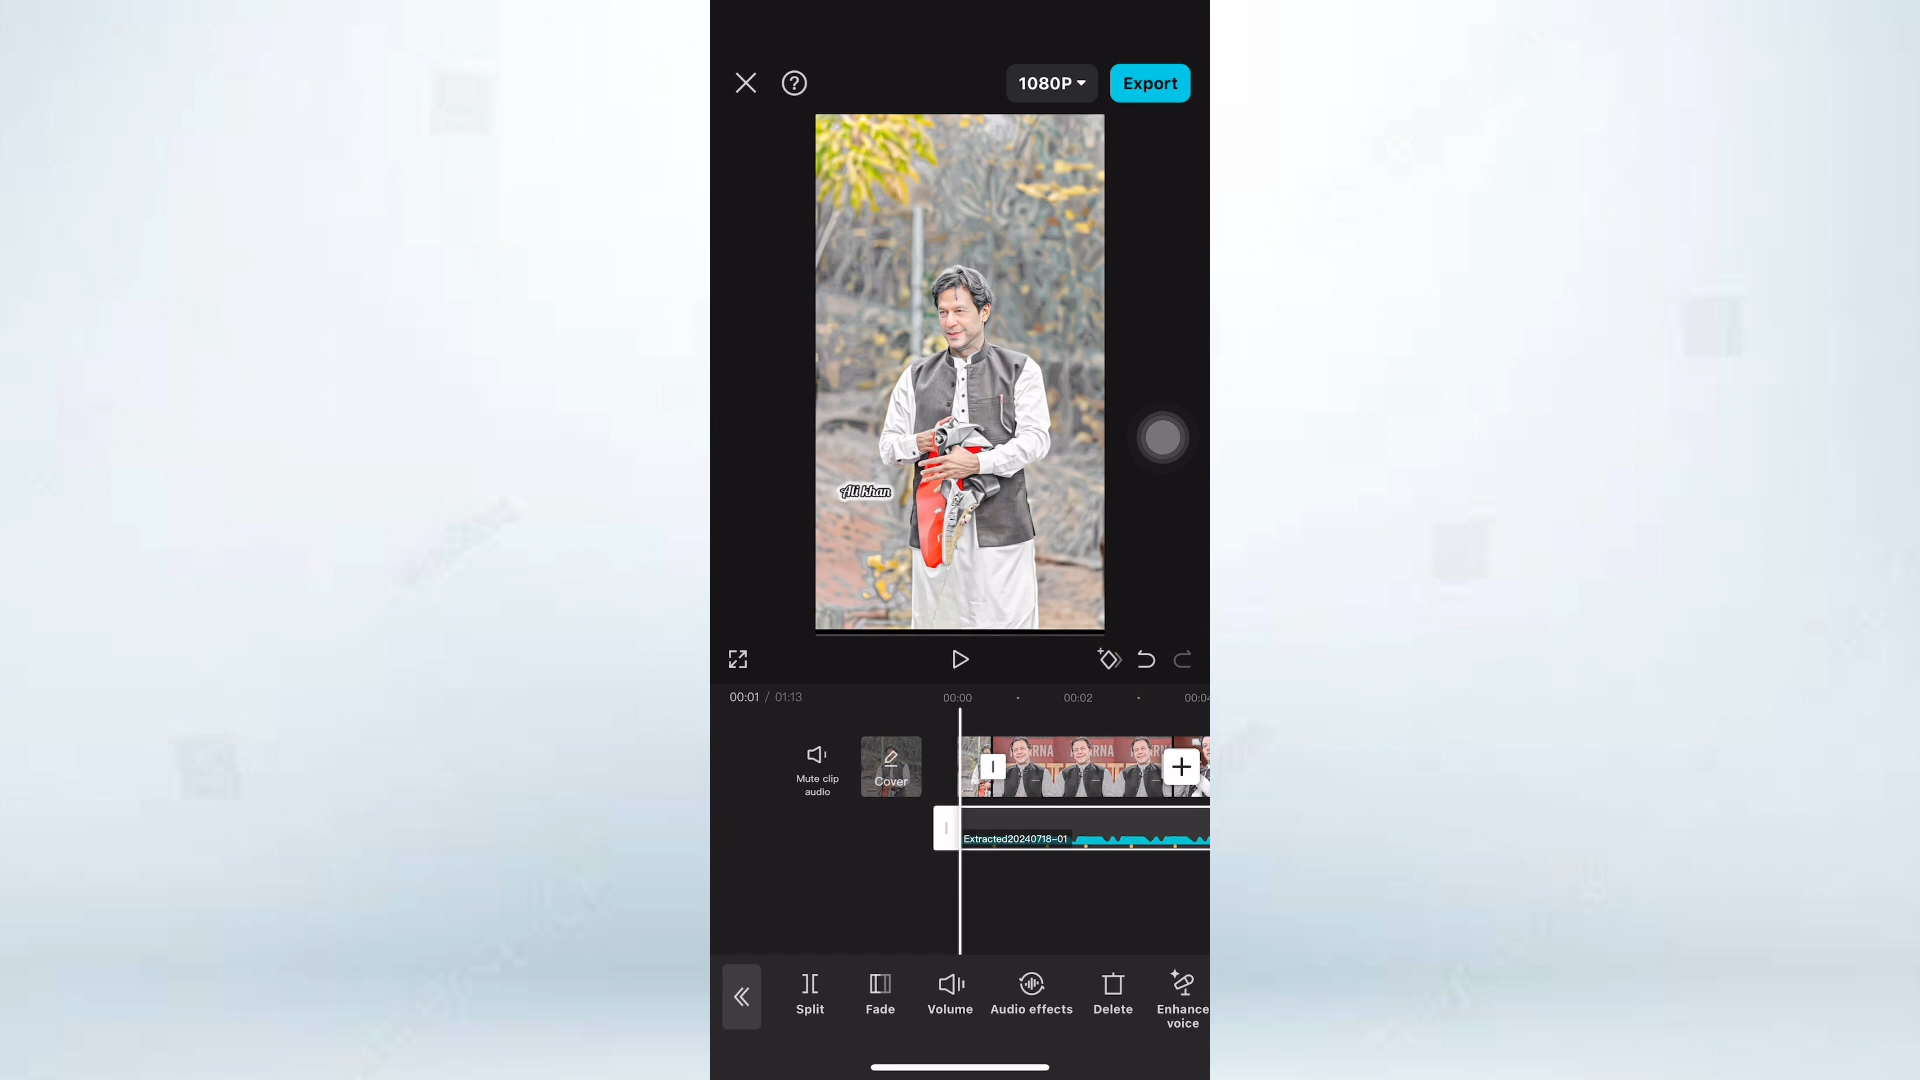 1080P
Export
Ali khan
00:01 / 01:13
00:00
00:02
Mute clip
audio
Cover
Extracted20240718-01
Split
Fade
Volume
Audio effects
Delete
Enhance
voice